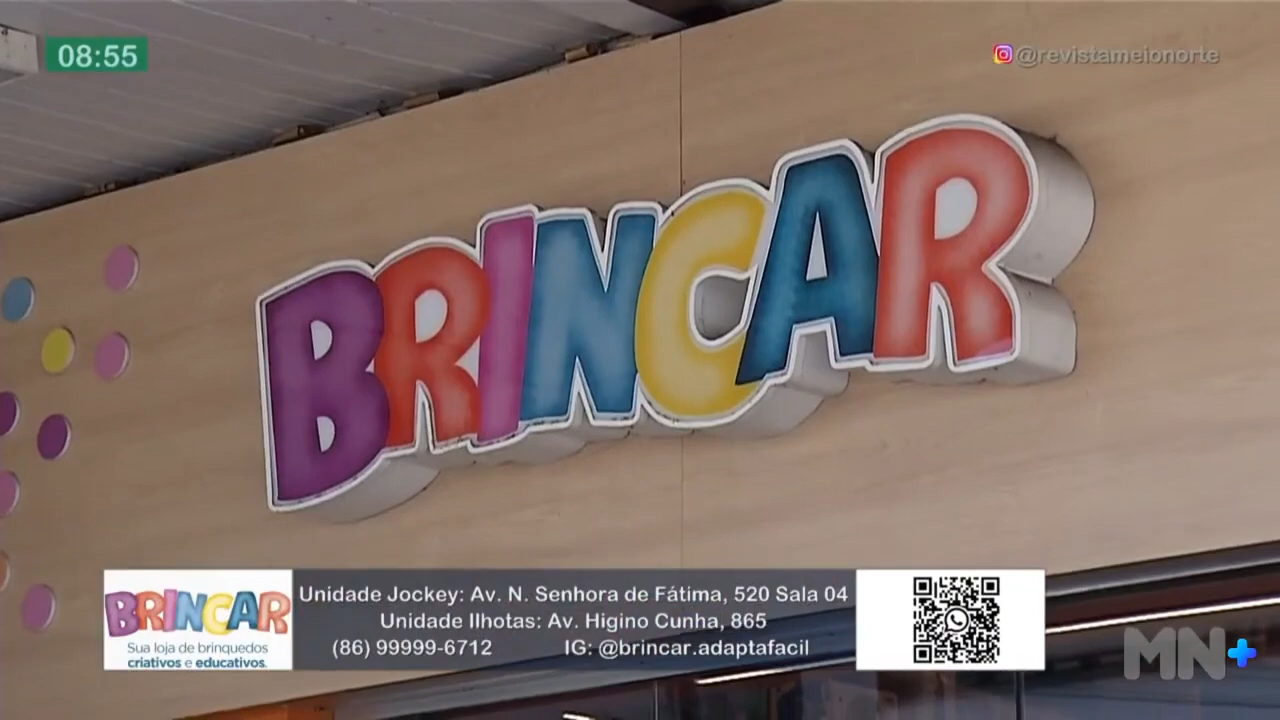 08:55
@revistameionorte
BRINCAR
BRINCAR
Sua loja de brinquedos
criativos e educativos.
Unidade Jockey: Av. N. Senhora de Fátima, 520 Sala 04
Unidade Ilhotas: Av. Higino Cunha, 865
(86) 99999-6712 IG: @brincar.adaptafacil
MN+